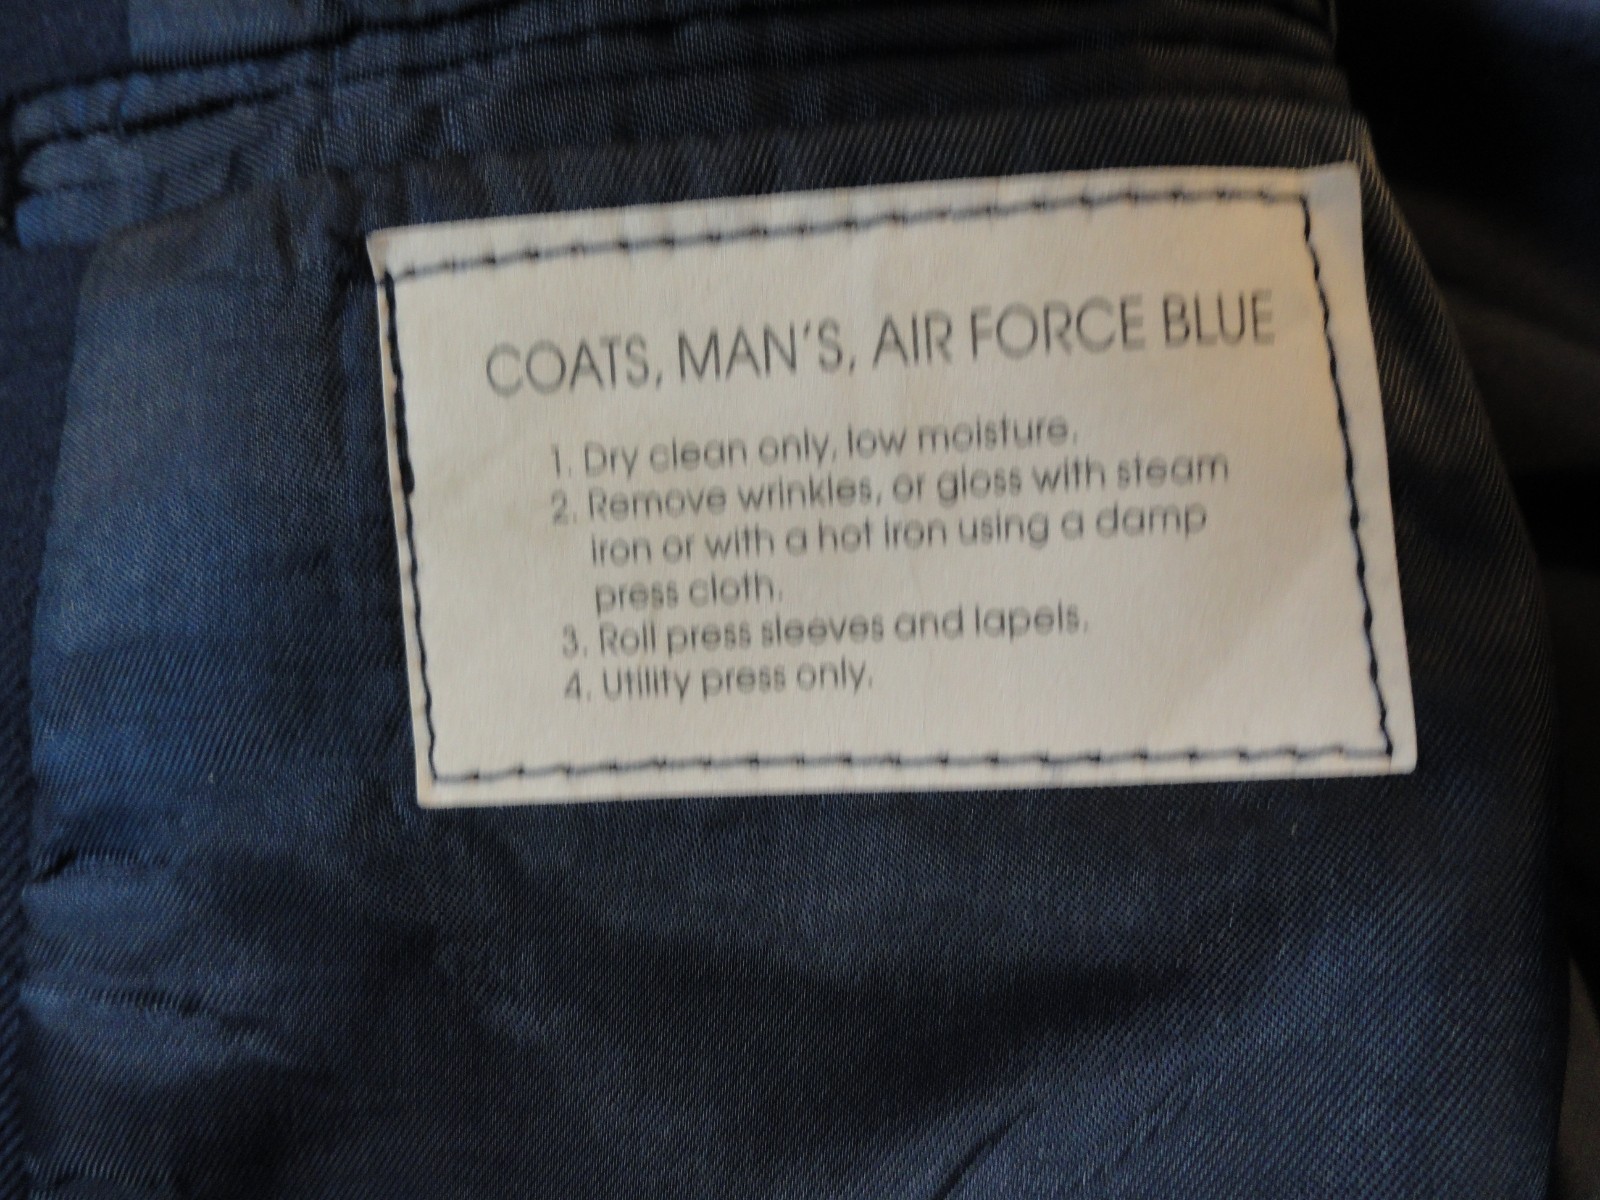 COATS, MAN'S, AIR FORCE BLUE
1. Dry clean only, low moisture.
2. Remove wrinkles, or gloss with steam
iron or with a hot iron using a damp
press cloth.
3. Roll press sleeves and lapels.
4. Utility press only.